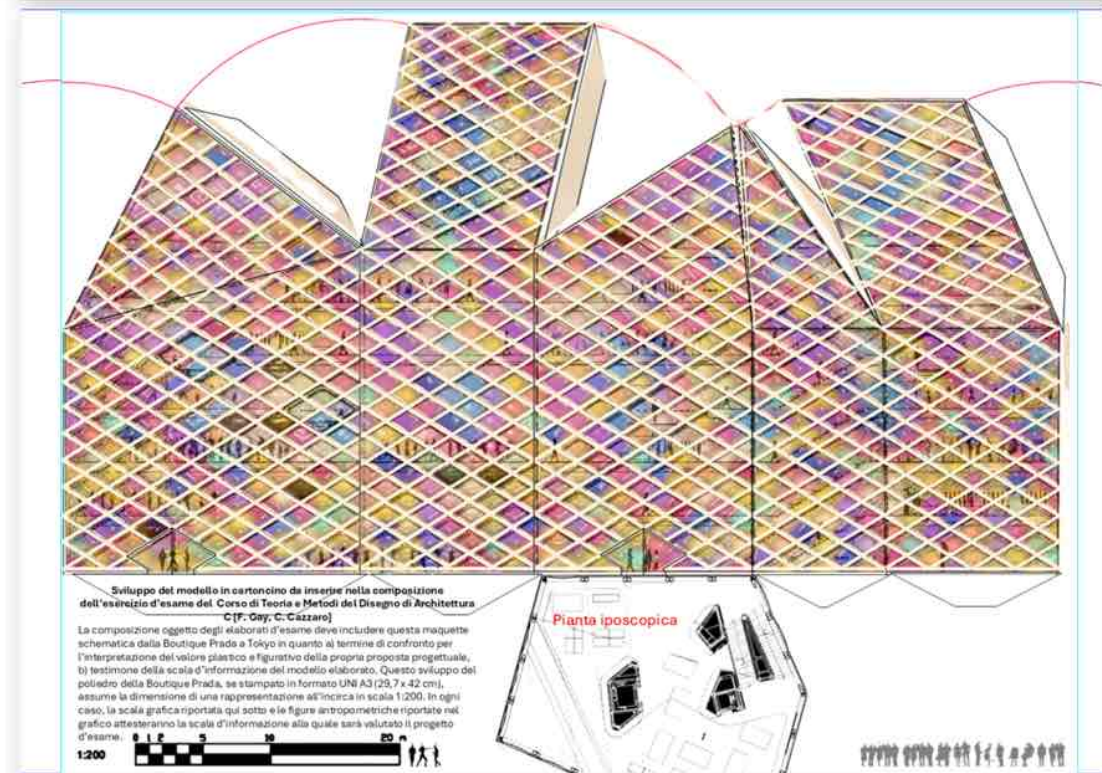 Sviluppo del modello in cartoncino da inserire nella composizione
dell'esercizio d'esame del Corso di Teoria e Metodi del Disegno di Architettura
C [F. Gay, C. Cazzaro]
La composizione oggetto degli elaborati d'esame deve includere questa maquette
schematica dalla Boutique Prada a Tokyo in quanto a) termine di confronto per
l'interpretazione del valore plastico e figurativo della propria proposta progettuale,
b) testimone della scala d'informazione del modello elaborato. Questo sviluppo del
poliedro della Boutique Prada, se stampato in formato UNI A3 (29,7 x 42 cm),
assume la dimensione di una rappresentazione all'incirca in scala 1:200. In ogni
caso, la scala grafica riportata qui sotto e le figure antropometriche riportate nel
grafico attesteranno la scala d'informazione alla quale sarà valutato il progetto
d'esame.
0 1 2 5 10 20 m
1:200
Pianta iposcopica